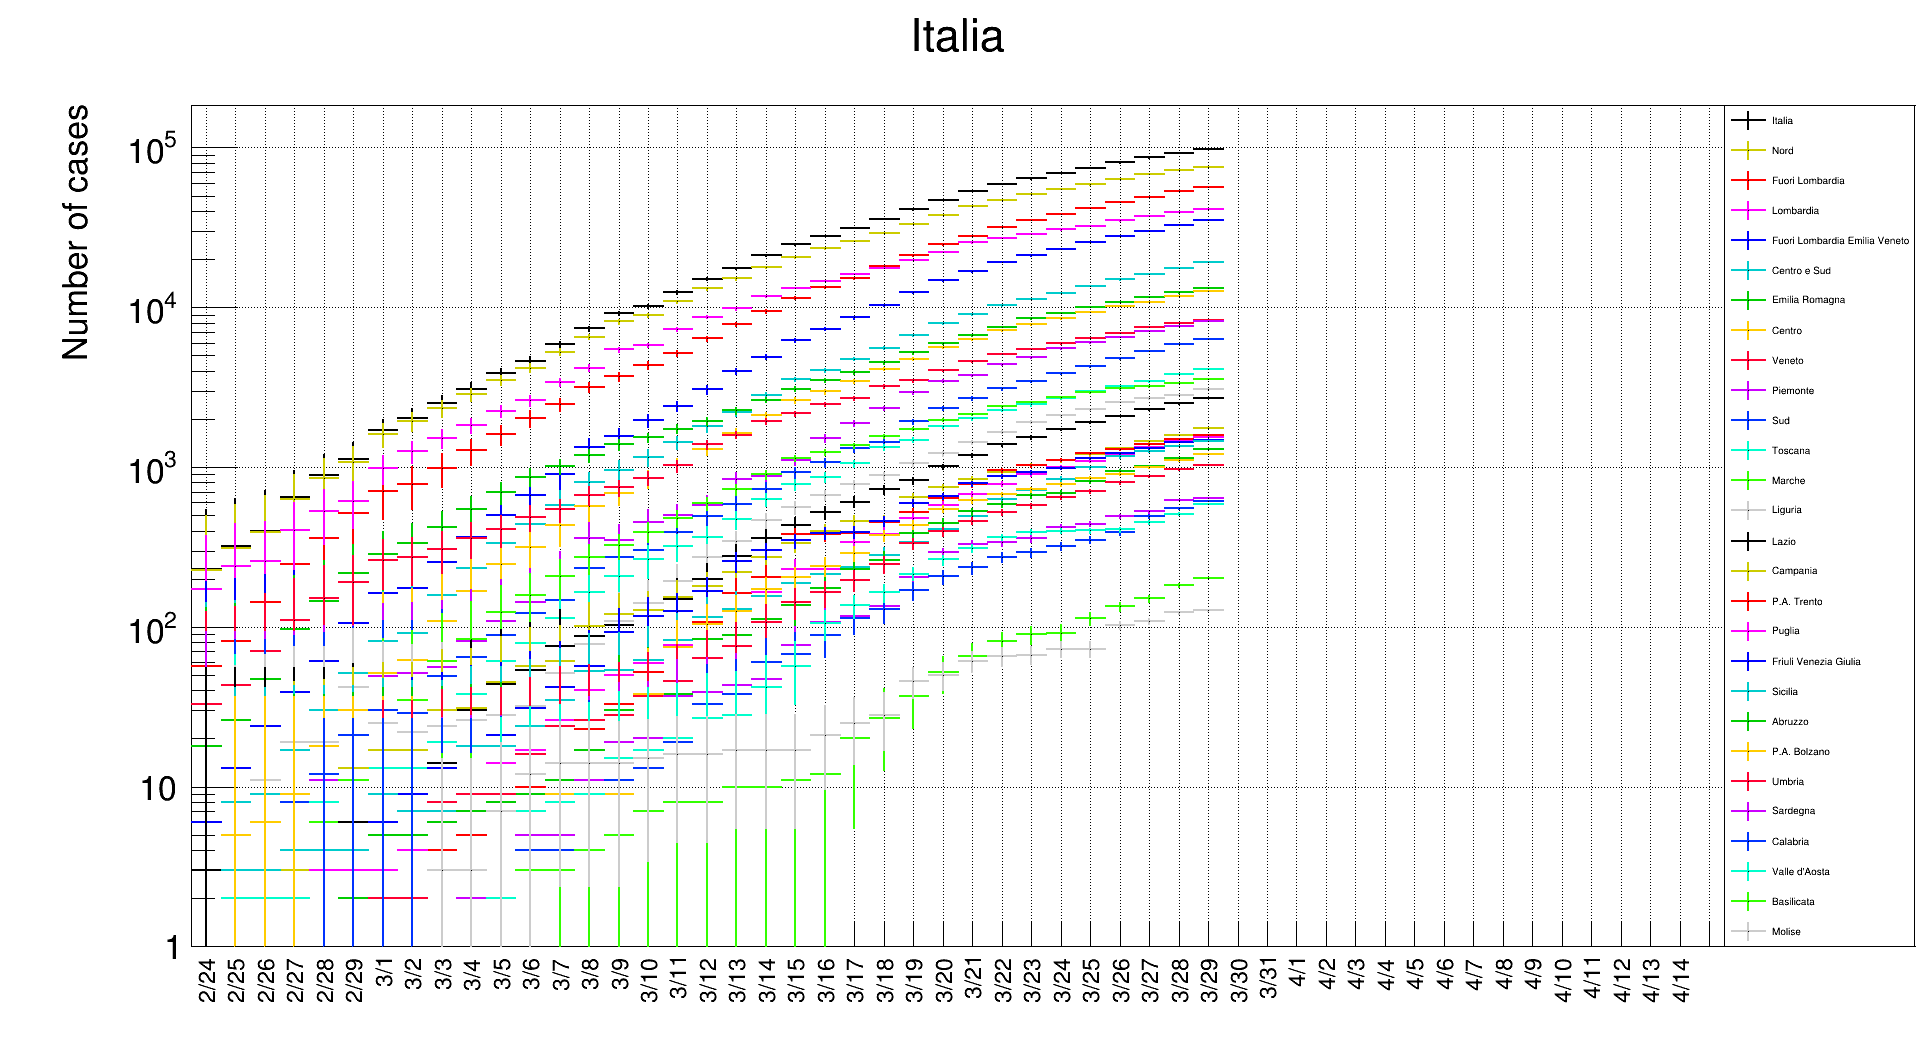 Italia
Number of cases
10^5
10^4
10^3
10^2
10
1
2/24 2/25 2/26 2/27 2/28 2/29 3/1 3/2 3/3 3/4 3/5 3/6 3/7 3/8 3/9 3/10 3/11 3/12 3/13 3/14 3/15 3/16 3/17 3/18 3/19 3/20 3/21 3/22 3/23 3/24 3/25 3/26 3/27 3/28 3/29 3/30 3/31 4/1 4/2 4/3 4/4 4/5 4/6 4/7 4/8 4/9 4/10 4/11 4/12 4/13 4/14
Italia
Nord
Fuori Lombardia
Lombardia
Fuori Lombardia Emilia Veneto
Centro e Sud
Emilia Romagna
Centro
Veneto
Piemonte
Sud
Toscana
Marche
Liguria
Lazio
Campania
P.A. Trento
Puglia
Friuli Venezia Giulia
Sicilia
Abruzzo
P.A. Bolzano
Umbria
Sardegna
Calabria
Valle d'Aosta
Basilicata
Molise